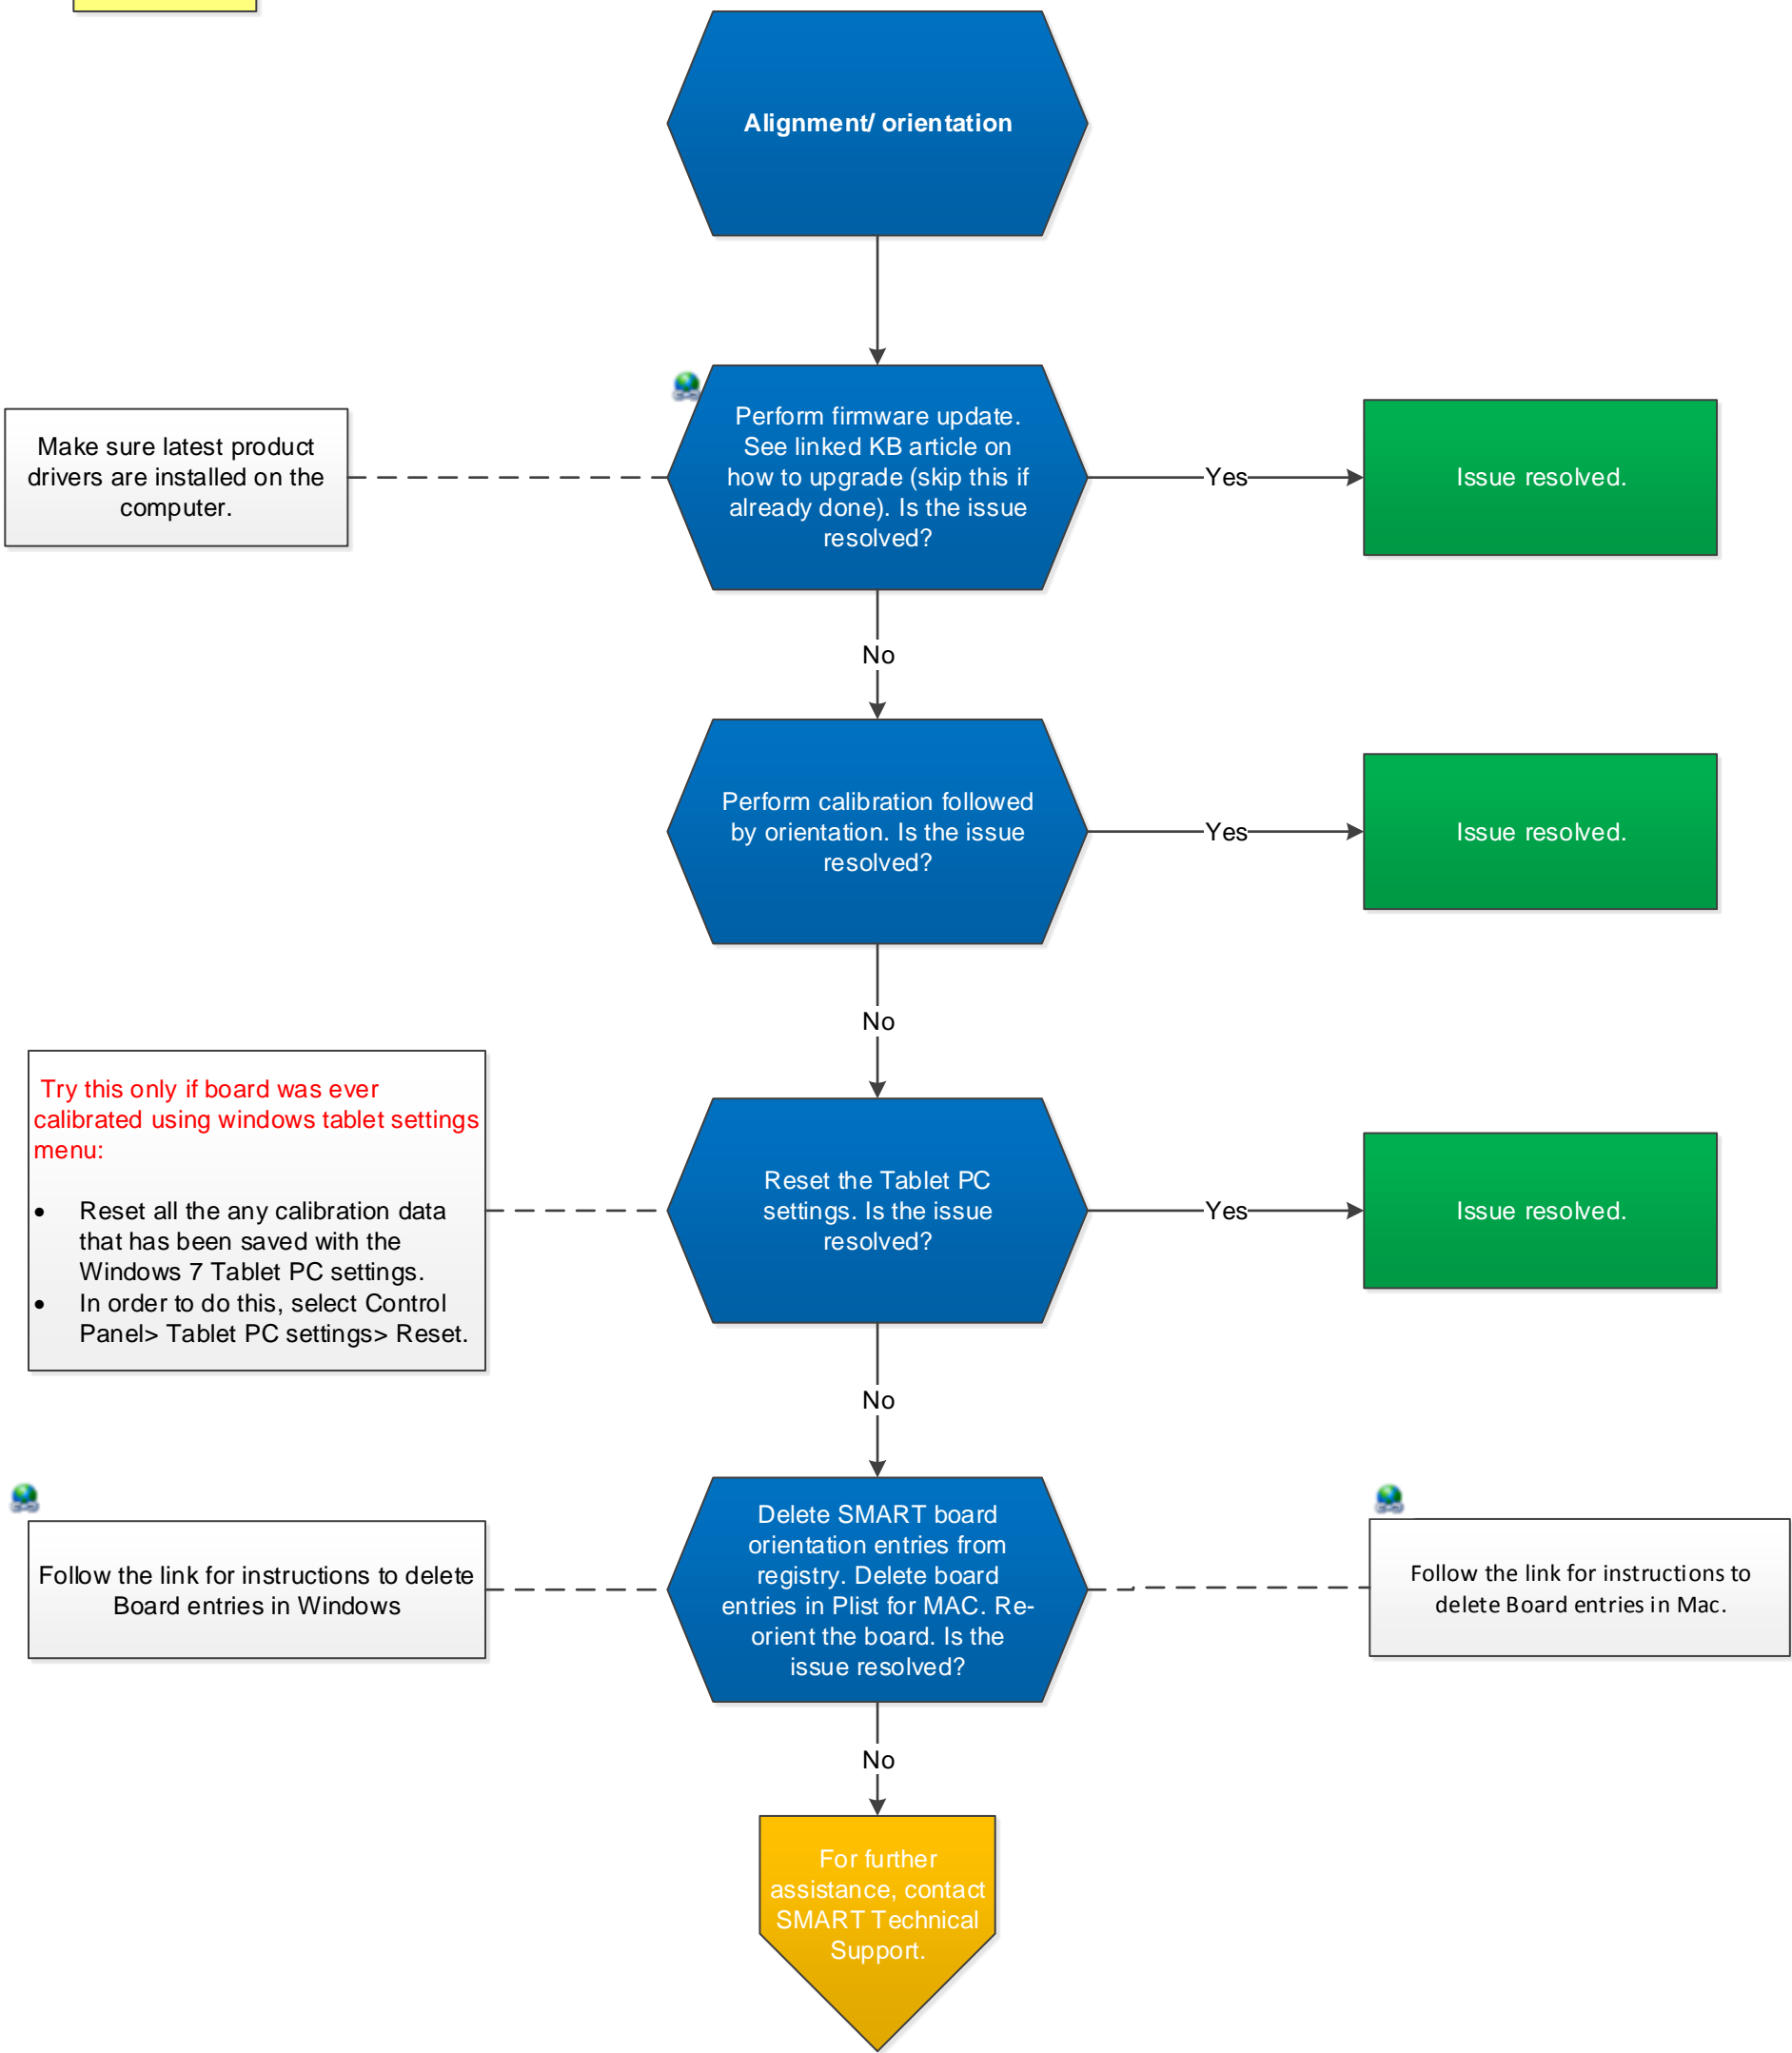 Alignment/ orientation
Make sure latest product
drivers are installed on the
computer.
Perform firmware update.
See linked KB article on
how to upgrade (skip this if
already done). Is the issue
resolved?
Yes
Issue resolved.
No
Perform calibration followed
by orientation. Is the issue
resolved?
Yes
Issue resolved.
No
Try this only if board was ever
calibrated using windows tablet settings
menu:
• Reset all the any calibration data
that has been saved with the
Windows 7 Tablet PC settings.
• In order to do this, select Control
Panel> Tablet PC settings> Reset.
Reset the Tablet PC
settings. Is the issue
resolved?
Yes
Issue resolved.
No
Follow the link for instructions to delete
Board entries in Windows
Delete SMART board
orientation entries from
registry. Delete board
entries in Plist for MAC. Re-
orient the board. Is the
issue resolved?
Follow the link for instructions to
delete Board entries in Mac.
No
For further
assistance, contact
SMART Technical
Support.